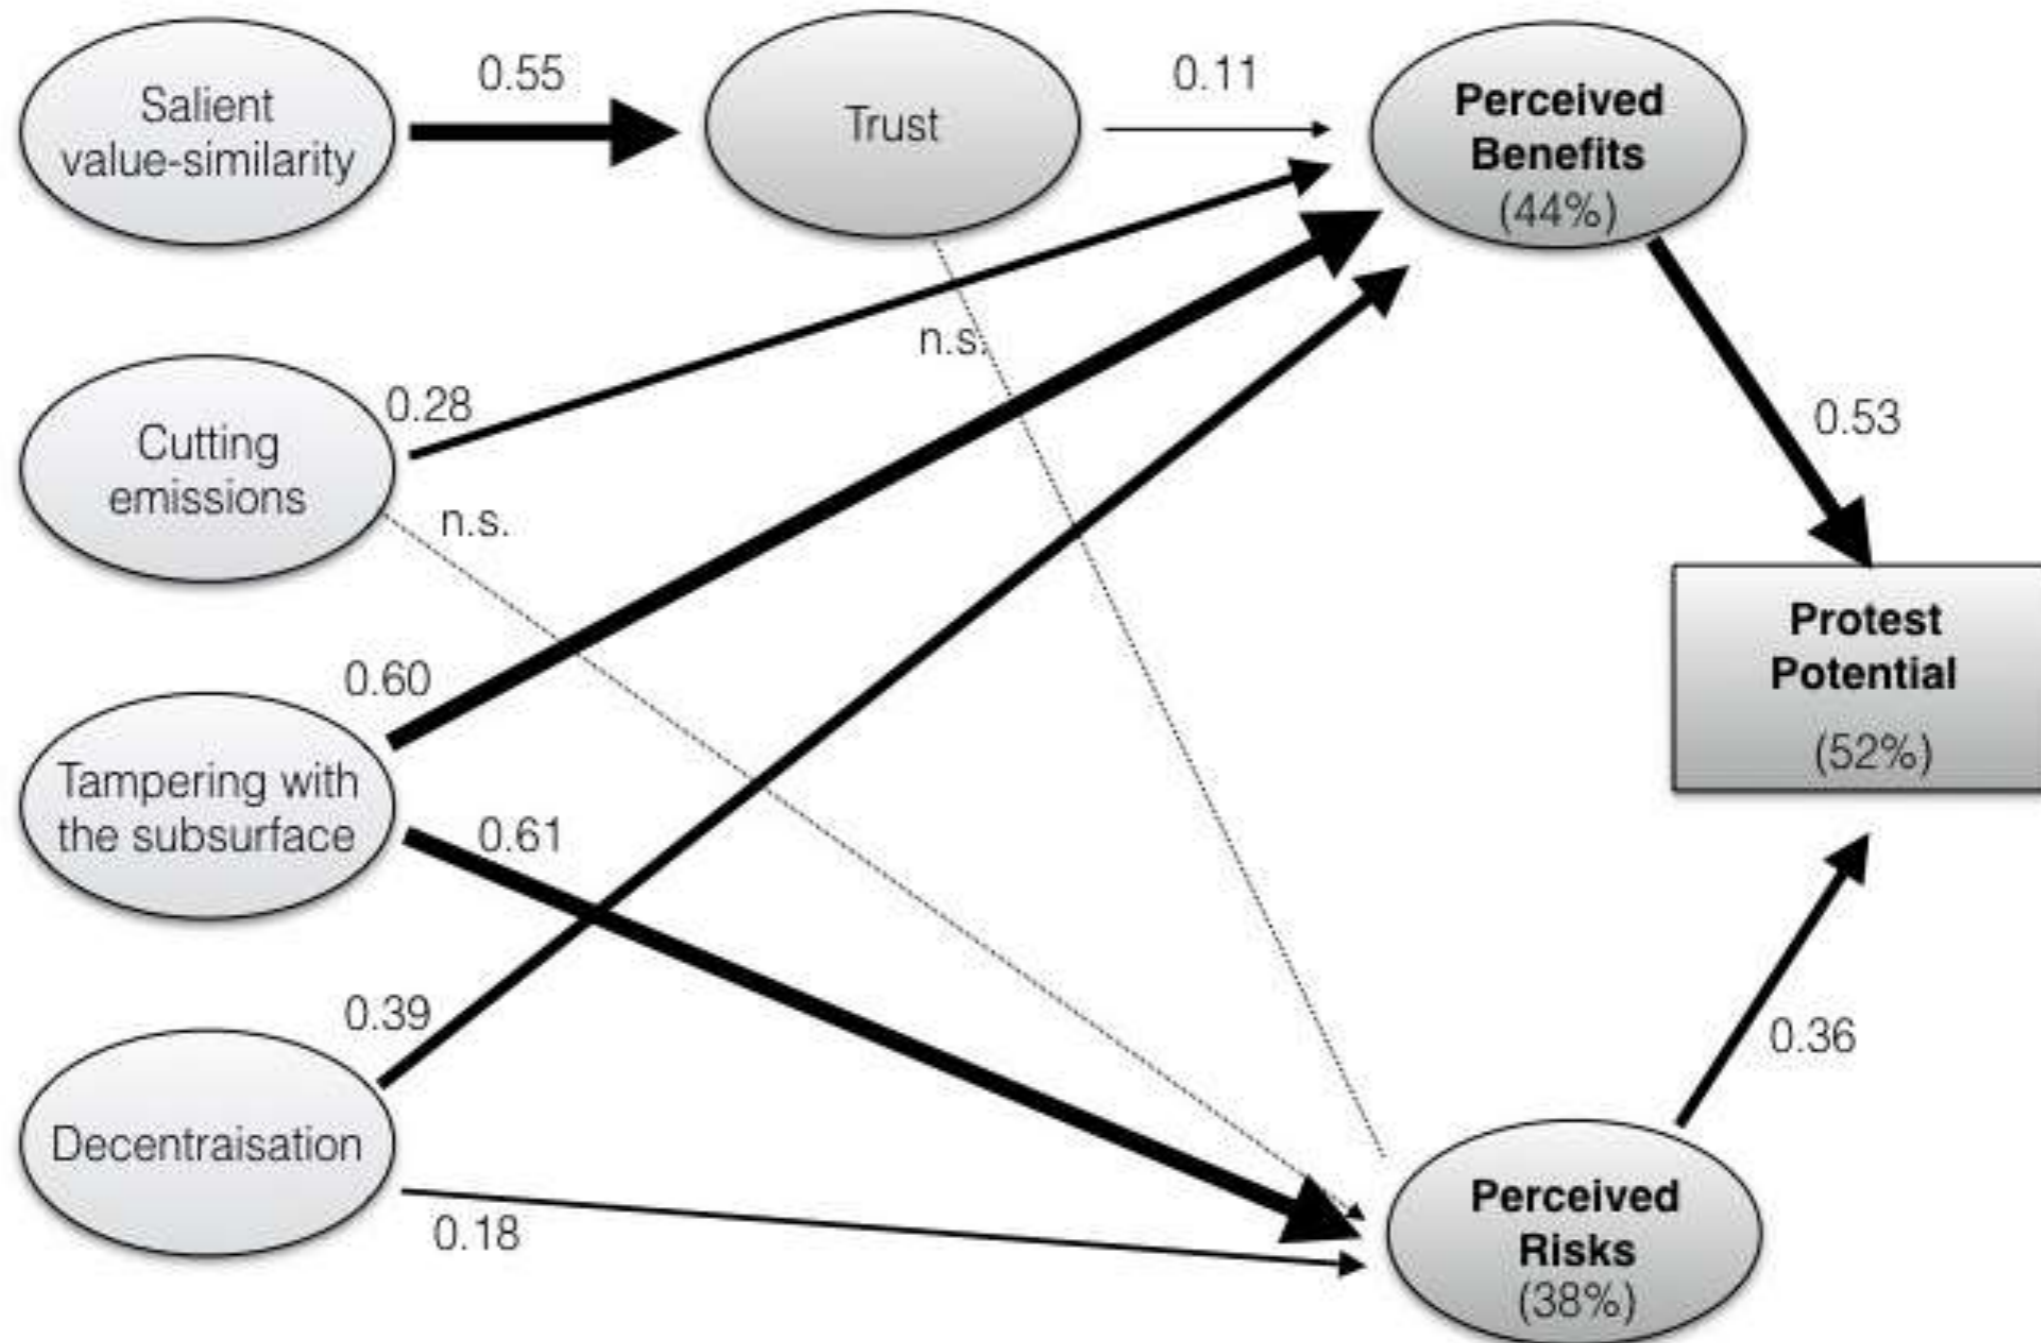 0.55
0.11
Salient
value-similarity
Trust
Perceived
Benefits
(44%)
n.s.
0.28
0.53
Cutting
emissions
n.s.
Protest
Potential
(52%)
0.60
Tampering with
the subsurface
0.61
0.39
0.36
Decentraisation
0.18
Perceived
Risks
(38%)